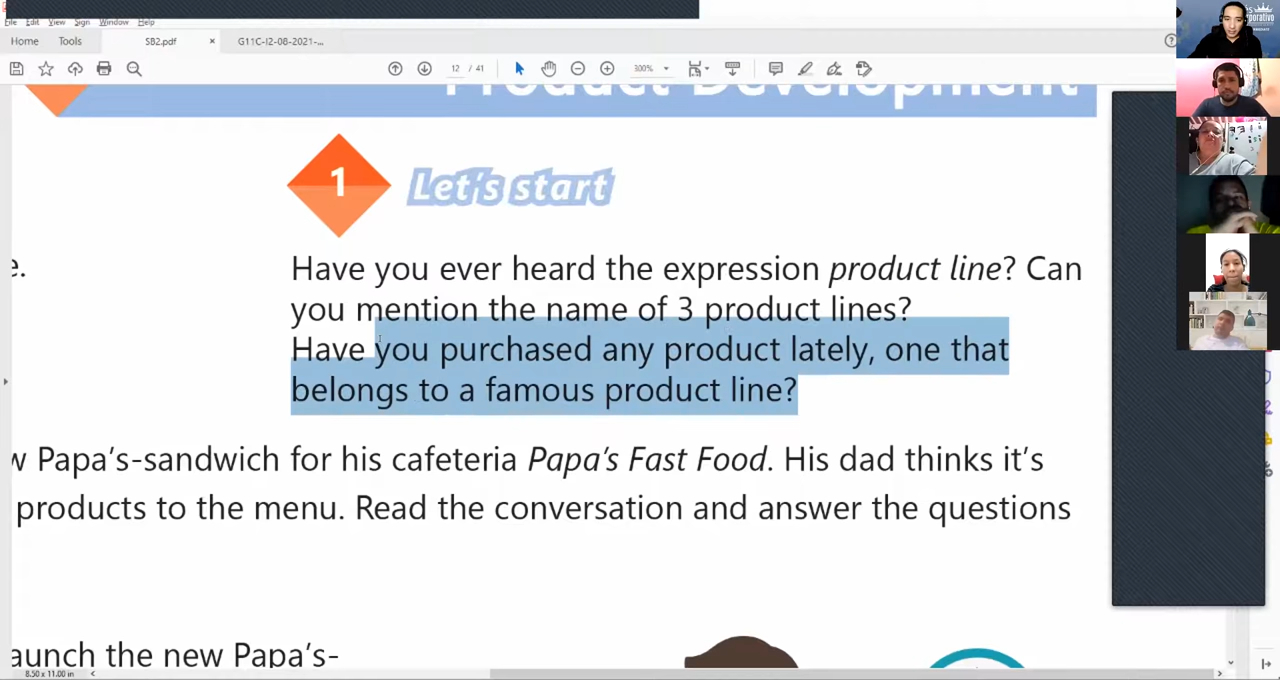 File Edit View Sign Window Help
Home Tools SB2.pdf × G11C-I2-08-2021-...
12 / 41 300%
Product Development
1 Let's start
e.
Have you ever heard the expression product line? Can
you mention the name of 3 product lines?
Have you purchased any product lately, one that
belongs to a famous product line?
w Papa's-sandwich for his cafeteria Papa's Fast Food. His dad thinks it's
products to the menu. Read the conversation and answer the questions
aunch the new Papa's-
8.50 x 11.00 in